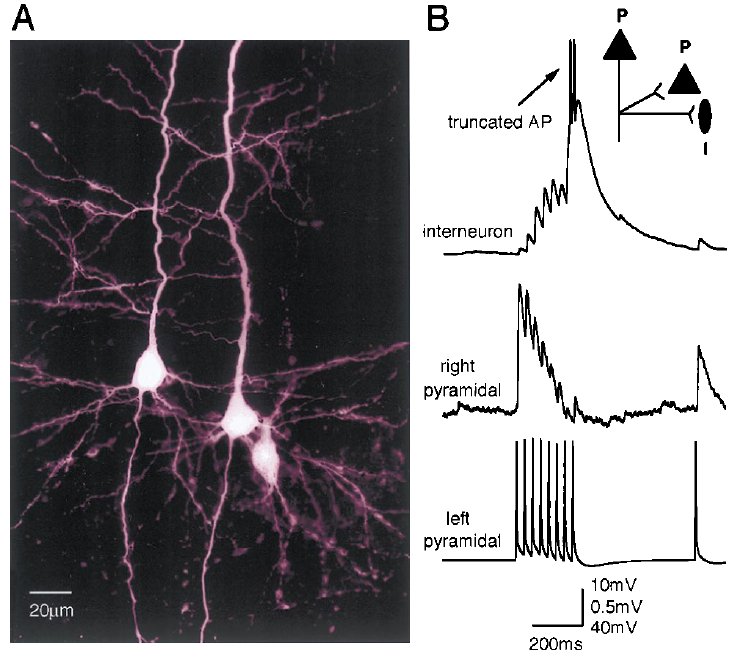 A
20μm
B
P
P
I
truncated AP
interneuron
right
pyramidal
left
pyramidal
10mV
0.5mV
40mV
200ms